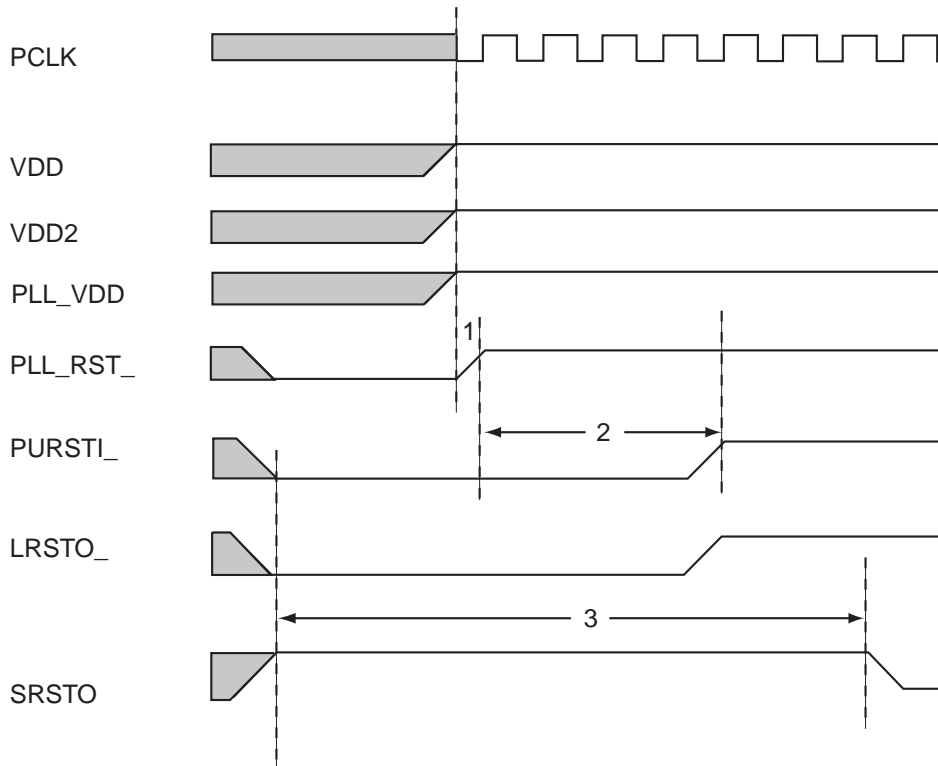 PCLK
VDD
VDD2
PLL_VDD
1
PLL_RST_
2
PURSTI_
LRSTO_
3
SRSTO